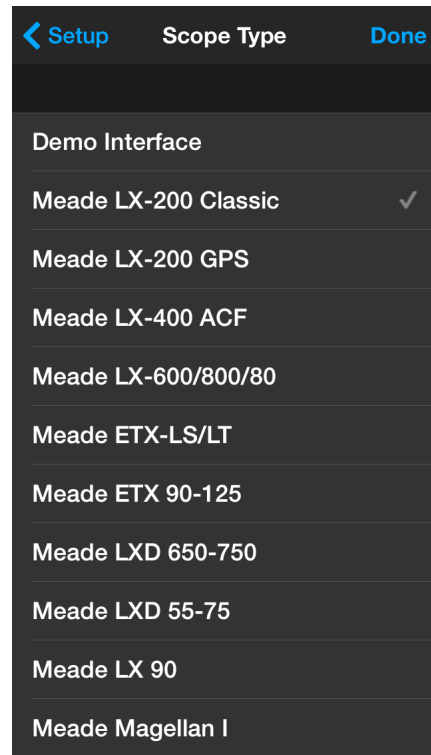 Setup Scope Type Done
Demo Interface
Meade LX-200 Classic
Meade LX-200 GPS
Meade LX-400 ACF
Meade LX-600/800/80
Meade ETX-LS/LT
Meade ETX 90-125
Meade LXD 650-750
Meade LXD 55-75
Meade LX 90
Meade Magellan I